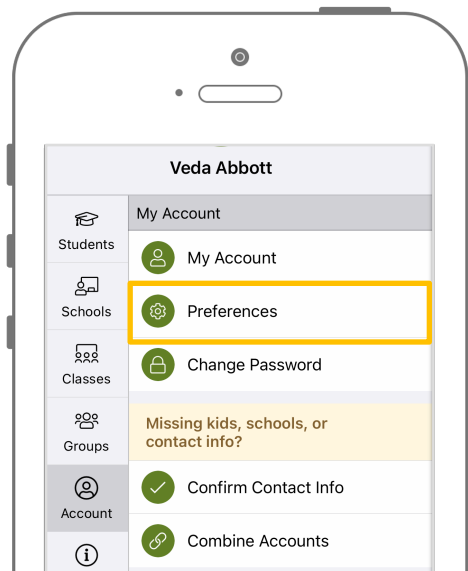 Veda Abbott
Students
Schools
Classes
Groups
Account
My Account
My Account
Preferences
Change Password
Missing kids, schools, or
contact info?
Confirm Contact Info
Combine Accounts